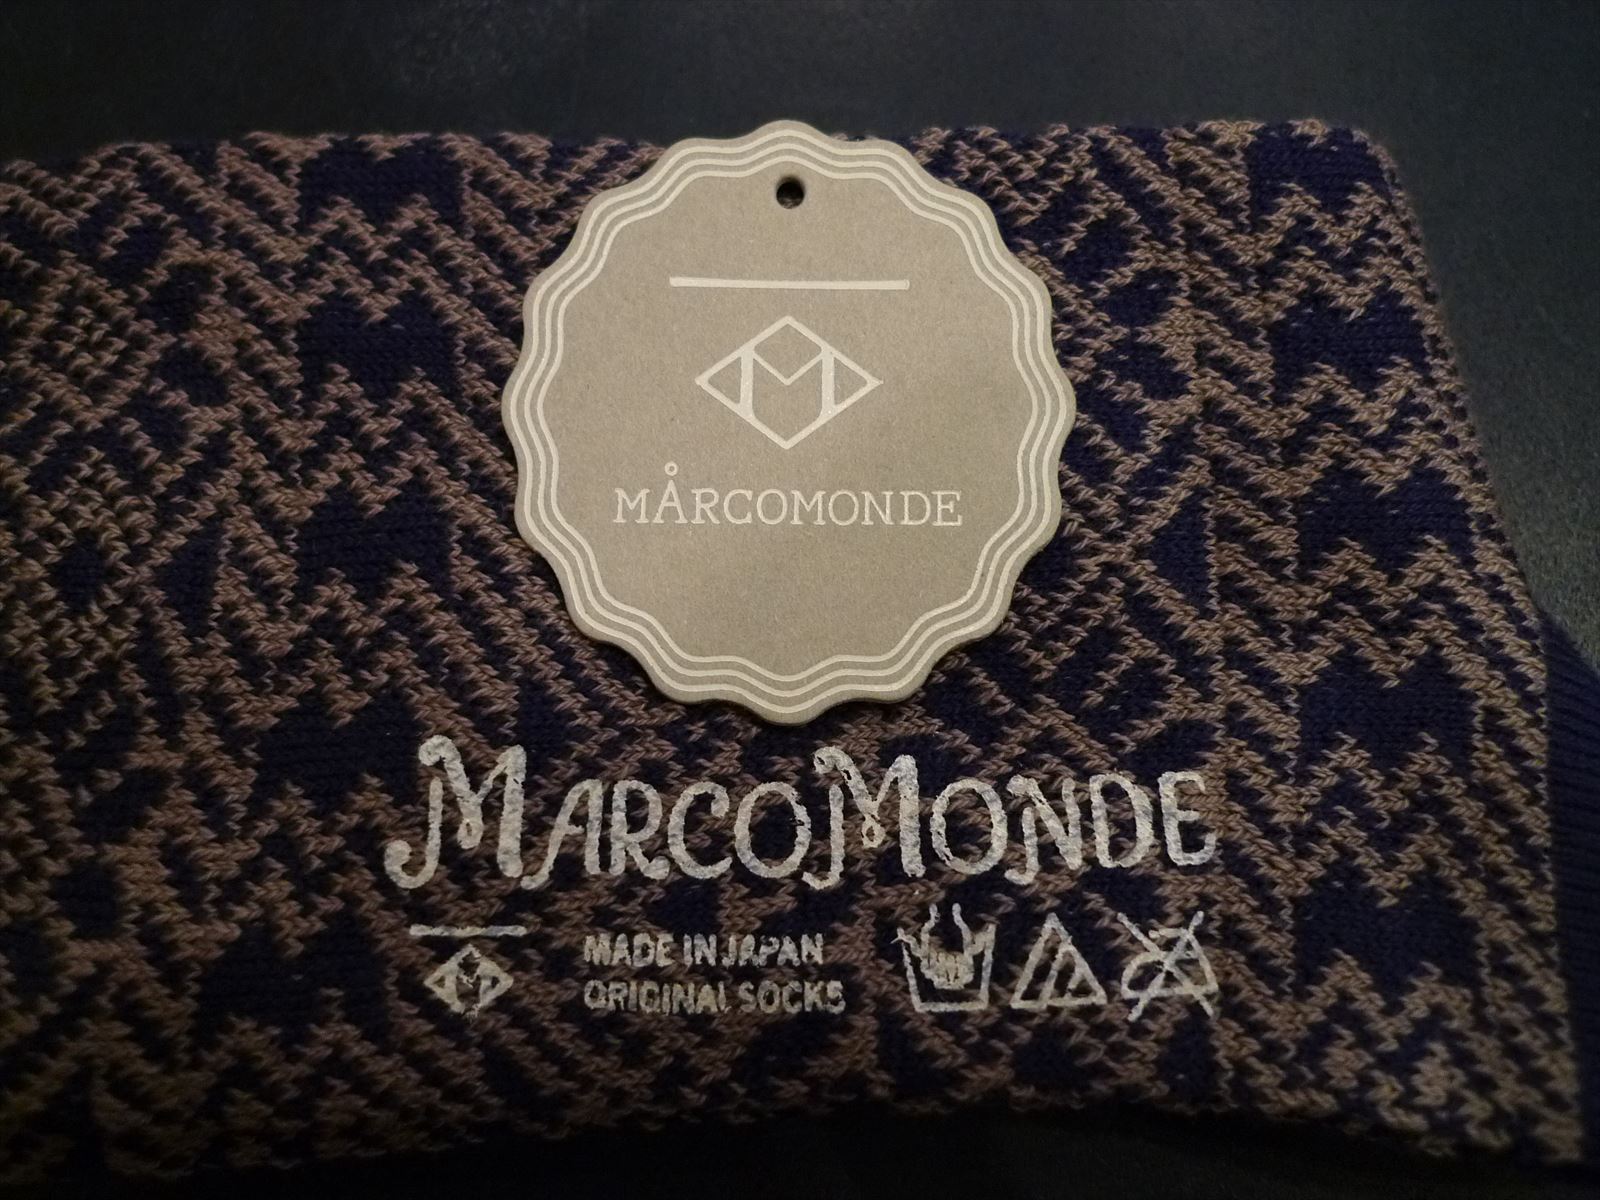 M
MÅRCOMONDE
MARCOMONDE
MADE IN JAPAN
ORIGINAL SOCKS